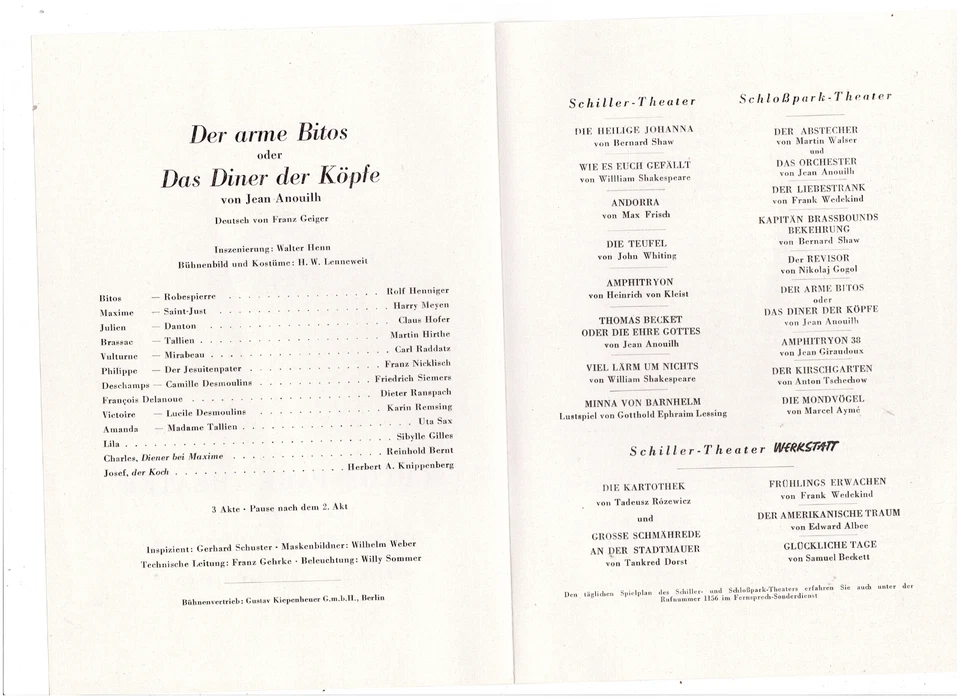 Der arme Bitos
oder
Das Diner der Köpfe
von Jean Anouilh
Deutsch von Franz Geiger
Inszenierung: Walter Henn
Bühnenbild und Kostüme: H. W. Lenneweit
Bitos — Robespierre . . . . . . . . . . . . . . . . Rolf Henniger
Maxime — Saint-Just . . . . . . . . . . . . . . . . Harry Meyen
Julien — Danton . . . . . . . . . . . . . . . . Claus Hofer
Brassac — Tallien . . . . . . . . . . . . . . . . Martin Hirthe
Vulturne — Mirabeau . . . . . . . . . . . . . . . . Carl Raddatz
Philippe — Der Jesuitenpater . . . . . . . . . . . . Franz Nicklisch
Deschamps — Camille Desmoulins . . . . . . . . . . . . Friedrich Siemers
François Delanoue . . . . . . . . . . . . . . . . Dieter Ranspach
Victoire — Lucile Desmoulins . . . . . . . . . . . Karin Remsing
Amanda — Madame Tallien . . . . . . . . . . . . . . . . Uta Sax
Lila . . . . . . . . . . . . . . . . . . . . . . Sibylle Gilles
Charles, Diener bei Maxime . . . . . . . . . . . . Reinhold Bernt
Josef, der Koch . . . . . . . . . . . . . . Herbert A. Knippenberg
3 Akte · Pause nach dem 2. Akt
Inspizient: Gerhard Schuster · Maskenbildner: Wilhelm Weber
Technische Leitung: Franz Gehrke · Beleuchtung: Willy Sommer
Bühnenvertrieb: Gustav Kiepenheuer G.m.b.H., Berlin
Schiller-Theater
DIE HEILIGE JOHANNA
von Bernard Shaw
WIE ES EUCH GEFÄLLT
von Willliam Shakespeare
ANDORRA
von Max Frisch
DIE TEUFEL
von John Whiting
AMPHITRYON
von Heinrich von Kleist
THOMAS BECKET
ODER DIE EHRE GOTTES
von Jean Anouilh
VIEL LÄRM UM NICHTS
von William Shakespeare
MINNA VON BARNHELM
Lustspiel von Gotthold Ephraim Lessing
Schloßpark-Theater
DER ABSTECHER
von Martin Walser
und
DAS ORCHESTER
von Jean Anouilh
DER LIEBESTRANK
von Frank Wedekind
KAPITÄN BRASSBOUNDS
BEKEHRUNG
von Bernard Shaw
Der REVISOR
von Nikolaj Gogol
DER ARME BITOS
oder
DAS DINER DER KÖPFE
von Jean Anouilh
AMPHITRYON 38
von Jean Giraudoux
DER KIRSCHGARTEN
von Anton Tschechow
DIE MONDVÖGEL
von Marcel Aymé
Schiller-Theater WERKSTATT
DIE KARTOTHEK
von Tadeusz Rózewicz
und
GROSSE SCHMÄHREDE
AN DER STADTMAUER
von Tankred Dorst
FRÜHLINGS ERWACHEN
von Frank Wedekind
DER AMERIKANISCHE TRAUM
von Edward Albee
GLÜCKLICHE TAGE
von Samuel Beckett
Den täglichen Spielplan des Schiller- und Schloßpark-Theaters erfahren Sie auch unter der
Rufnummer 1156 im Fernsprech-Sonderdienst